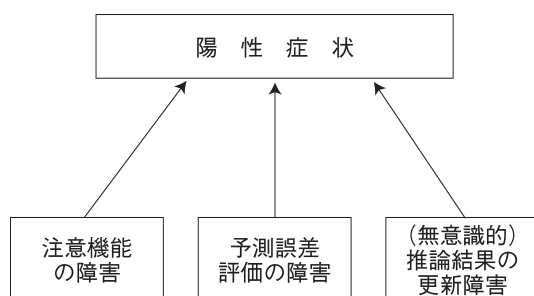 陽性症状
注意機能
の障害
予測誤差
評価の障害
(無意識的)
推論結果の
更新障害